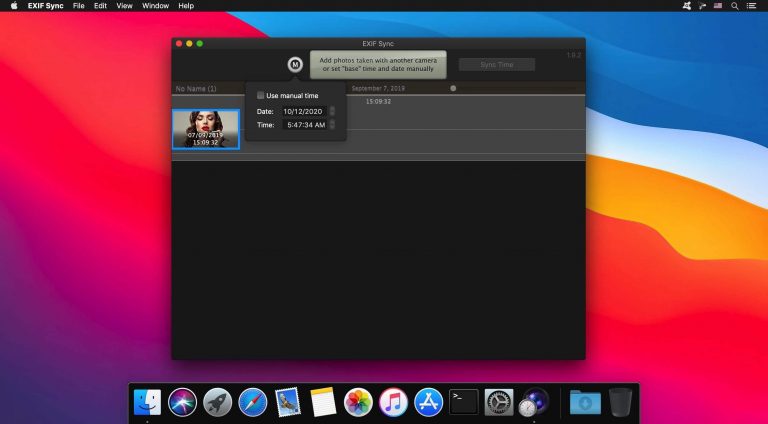 EXIF Sync File Edit View Window Help
EXIF Sync
1.0.2
M
Add photos taken with another camera
or set "base" time and date manually
Sync Time
No Name (1)
September 7, 2019
15:09:32
Use manual time
Date: 10/12/2020
Time: 5:47:34 AM
07/09/2019
15:09:32